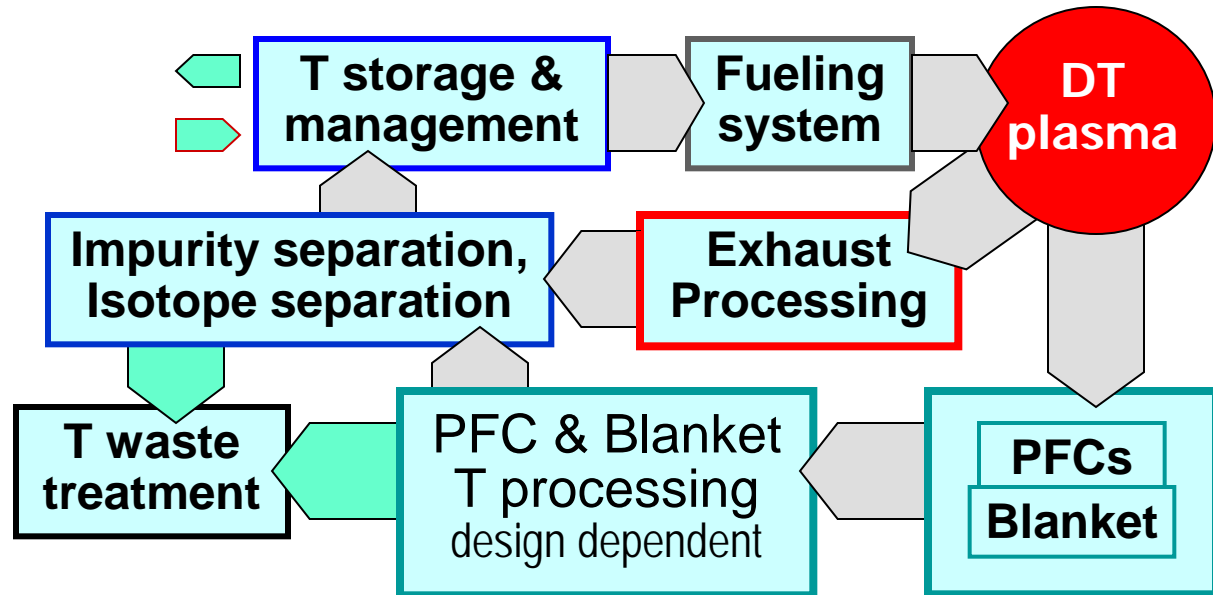 T storage &
management
Fueling
system
DT
plasma
Impurity separation,
Isotope separation
Exhaust
Processing
T waste
treatment
PFC & Blanket
T processing
design dependent
PFCs
Blanket